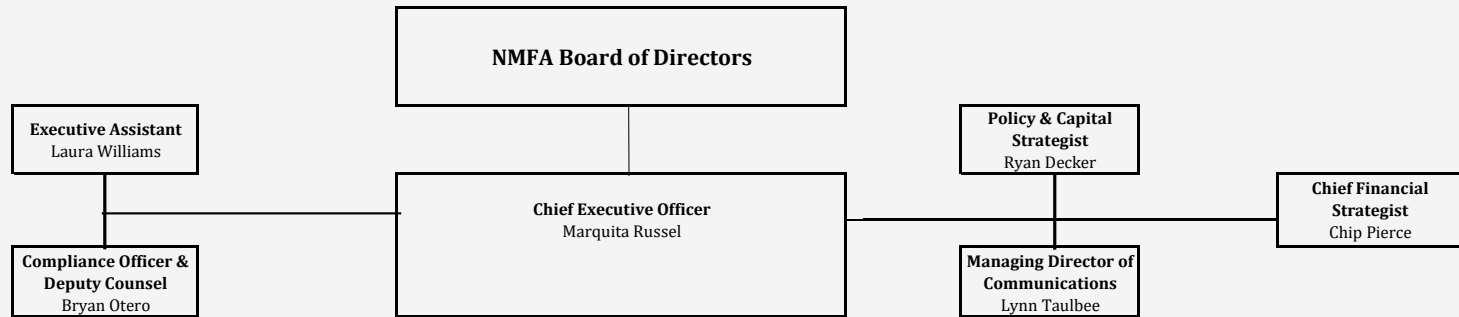 NMFA Board of Directors
Executive Assistant
Laura Williams
Policy & Capital
Strategist
Ryan Decker
Chief Executive Officer
Marquita Russel
Chief Financial
Strategist
Chip Pierce
Compliance Officer &
Deputy Counsel
Bryan Otero
Managing Director of
Communications
Lynn Taulbee